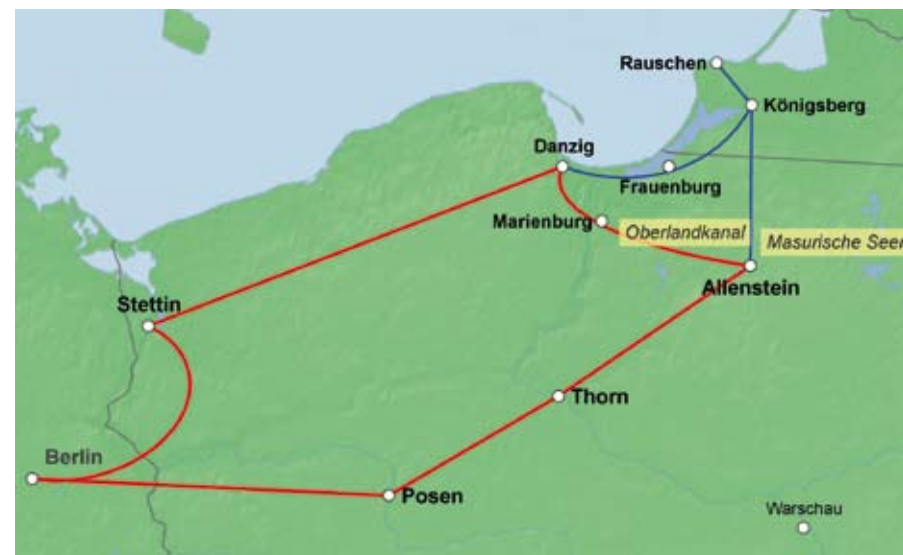 Rauschen
Königsberg
Danzig
Frauenburg
Marienburg
Oberlandkanal
Masurische Seen
Allenstein
Stettin
Thorn
Berlin
Posen
Warschau